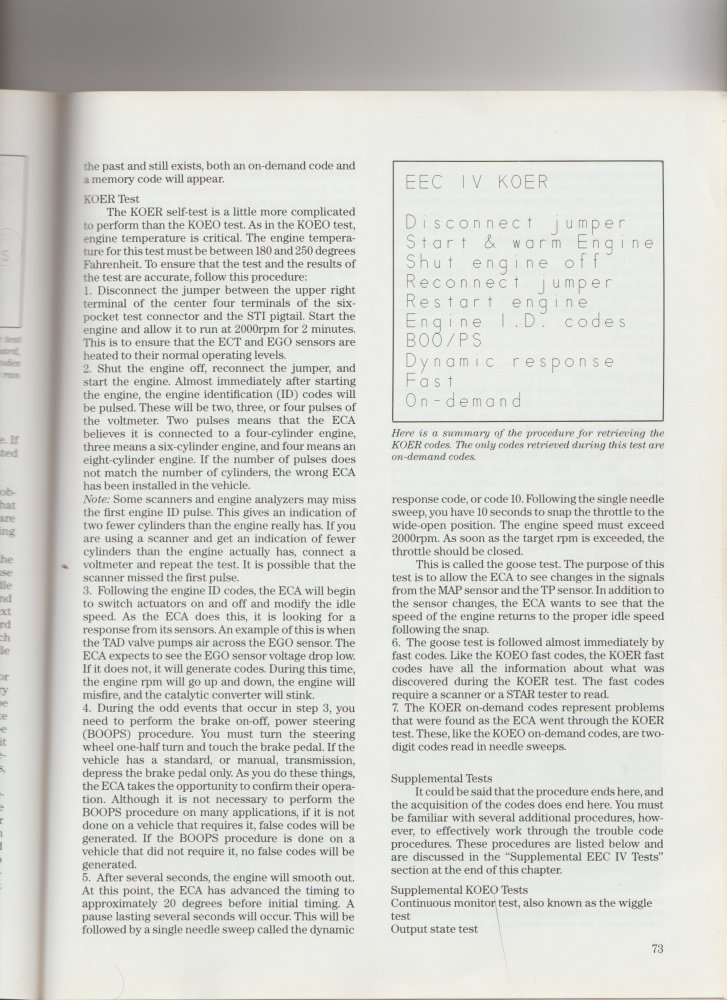 the past and still exists, both an on-demand code and
a memory code will appear.
KOER Test
The KOER self-test is a little more complicated
to perform than the KOEO test. As in the KOEO test,
engine temperature is critical. The engine tempera-
ture for this test must be between 180 and 250 degrees
Fahrenheit. To ensure that the test and the results of
the test are accurate, follow this procedure:
1. Disconnect the jumper between the upper right
terminal of the center four terminals of the six-
pocket test connector and the STI pigtail. Start the
engine and allow it to run at 2000rpm for 2 minutes.
This is to ensure that the ECT and EGO sensors are
heated to their normal operating levels.
2. Shut the engine off, reconnect the jumper, and
start the engine. Almost immediately after starting
the engine, the engine identification (ID) codes will
be pulsed. These will be two, three, or four pulses of
the voltmeter. Two pulses means that the ECA
believes it is connected to a four-cylinder engine,
three means a six-cylinder engine, and four means an
eight-cylinder engine. If the number of pulses does
not match the number of cylinders, the wrong ECA
has been installed in the vehicle.
Note: Some scanners and engine analyzers may miss
the first engine ID pulse. This gives an indication of
two fewer cylinders than the engine really has. If you
are using a scanner and get an indication of fewer
cylinders than the engine actually has, connect a
voltmeter and repeat the test. It is possible that the
scanner missed the first pulse.
3. Following the engine ID codes, the ECA will begin
to switch actuators on and off and modify the idle
speed. As the ECA does this, it is looking for a
response from its sensors. An example of this is when
the TAD valve pumps air across the EGO sensor. The
ECA expects to see the EGO sensor voltage drop low.
If it does not, it will generate codes. During this time,
the engine rpm will go up and down, the engine will
misfire, and the catalytic converter will stink.
4. During the odd events that occur in step 3, you
need to perform the brake on-off, power steering
(BOOPS) procedure. You must turn the steering
wheel one-half turn and touch the brake pedal. If the
vehicle has a standard, or manual, transmission,
depress the brake pedal only. As you do these things,
the ECA takes the opportunity to confirm their opera-
tion. Although it is not necessary to perform the
BOOPS procedure on many applications, if it is not
done on a vehicle that requires it, false codes will be
generated. If the BOOPS procedure is done on a
vehicle that did not require it, no false codes will be
generated.
5. After several seconds, the engine will smooth out.
At this point, the ECA has advanced the timing to
approximately 20 degrees before initial timing. A
pause lasting several seconds will occur. This will be
followed by a single needle sweep called the dynamic
EEC IV KOER
Disconnect jumper
Start & warm Engine
Shut engine off
Reconnect jumper
Restart engine
Engine I.D. codes
BOO/PS
Dynamic response
Fast
On-demand
Here is a summary of the procedure for retrieving the
KOER codes. The only codes retrieved during this test are
on-demand codes.
response code, or code 10. Following the single needle
sweep, you have 10 seconds to snap the throttle to the
wide-open position. The engine speed must exceed
2000rpm. As soon as the target rpm is exceeded, the
throttle should be closed.
This is called the goose test. The purpose of this
test is to allow the ECA to see changes in the signals
from the MAP sensor and the TP sensor. In addition to
the sensor changes, the ECA wants to see that the
speed of the engine returns to the proper idle speed
following the snap.
6. The goose test is followed almost immediately by
fast codes. Like the KOEO fast codes, the KOER fast
codes have all the information about what was
discovered during the KOER test. The fast codes
require a scanner or a STAR tester to read.
7. The KOER on-demand codes represent problems
that were found as the ECA went through the KOER
test. These, like the KOEO on-demand codes, are two-
digit codes read in needle sweeps.
Supplemental Tests
It could be said that the procedure ends here, and
the acquisition of the codes does end here. You must
be familiar with several additional procedures, how-
ever, to effectively work through the trouble code
procedures. These procedures are listed below and
are discussed in the "Supplemental EEC IV Tests"
section at the end of this chapter.
Supplemental KOEO Tests
Continuous monitor test, also known as the wiggle
test
Output state test
73